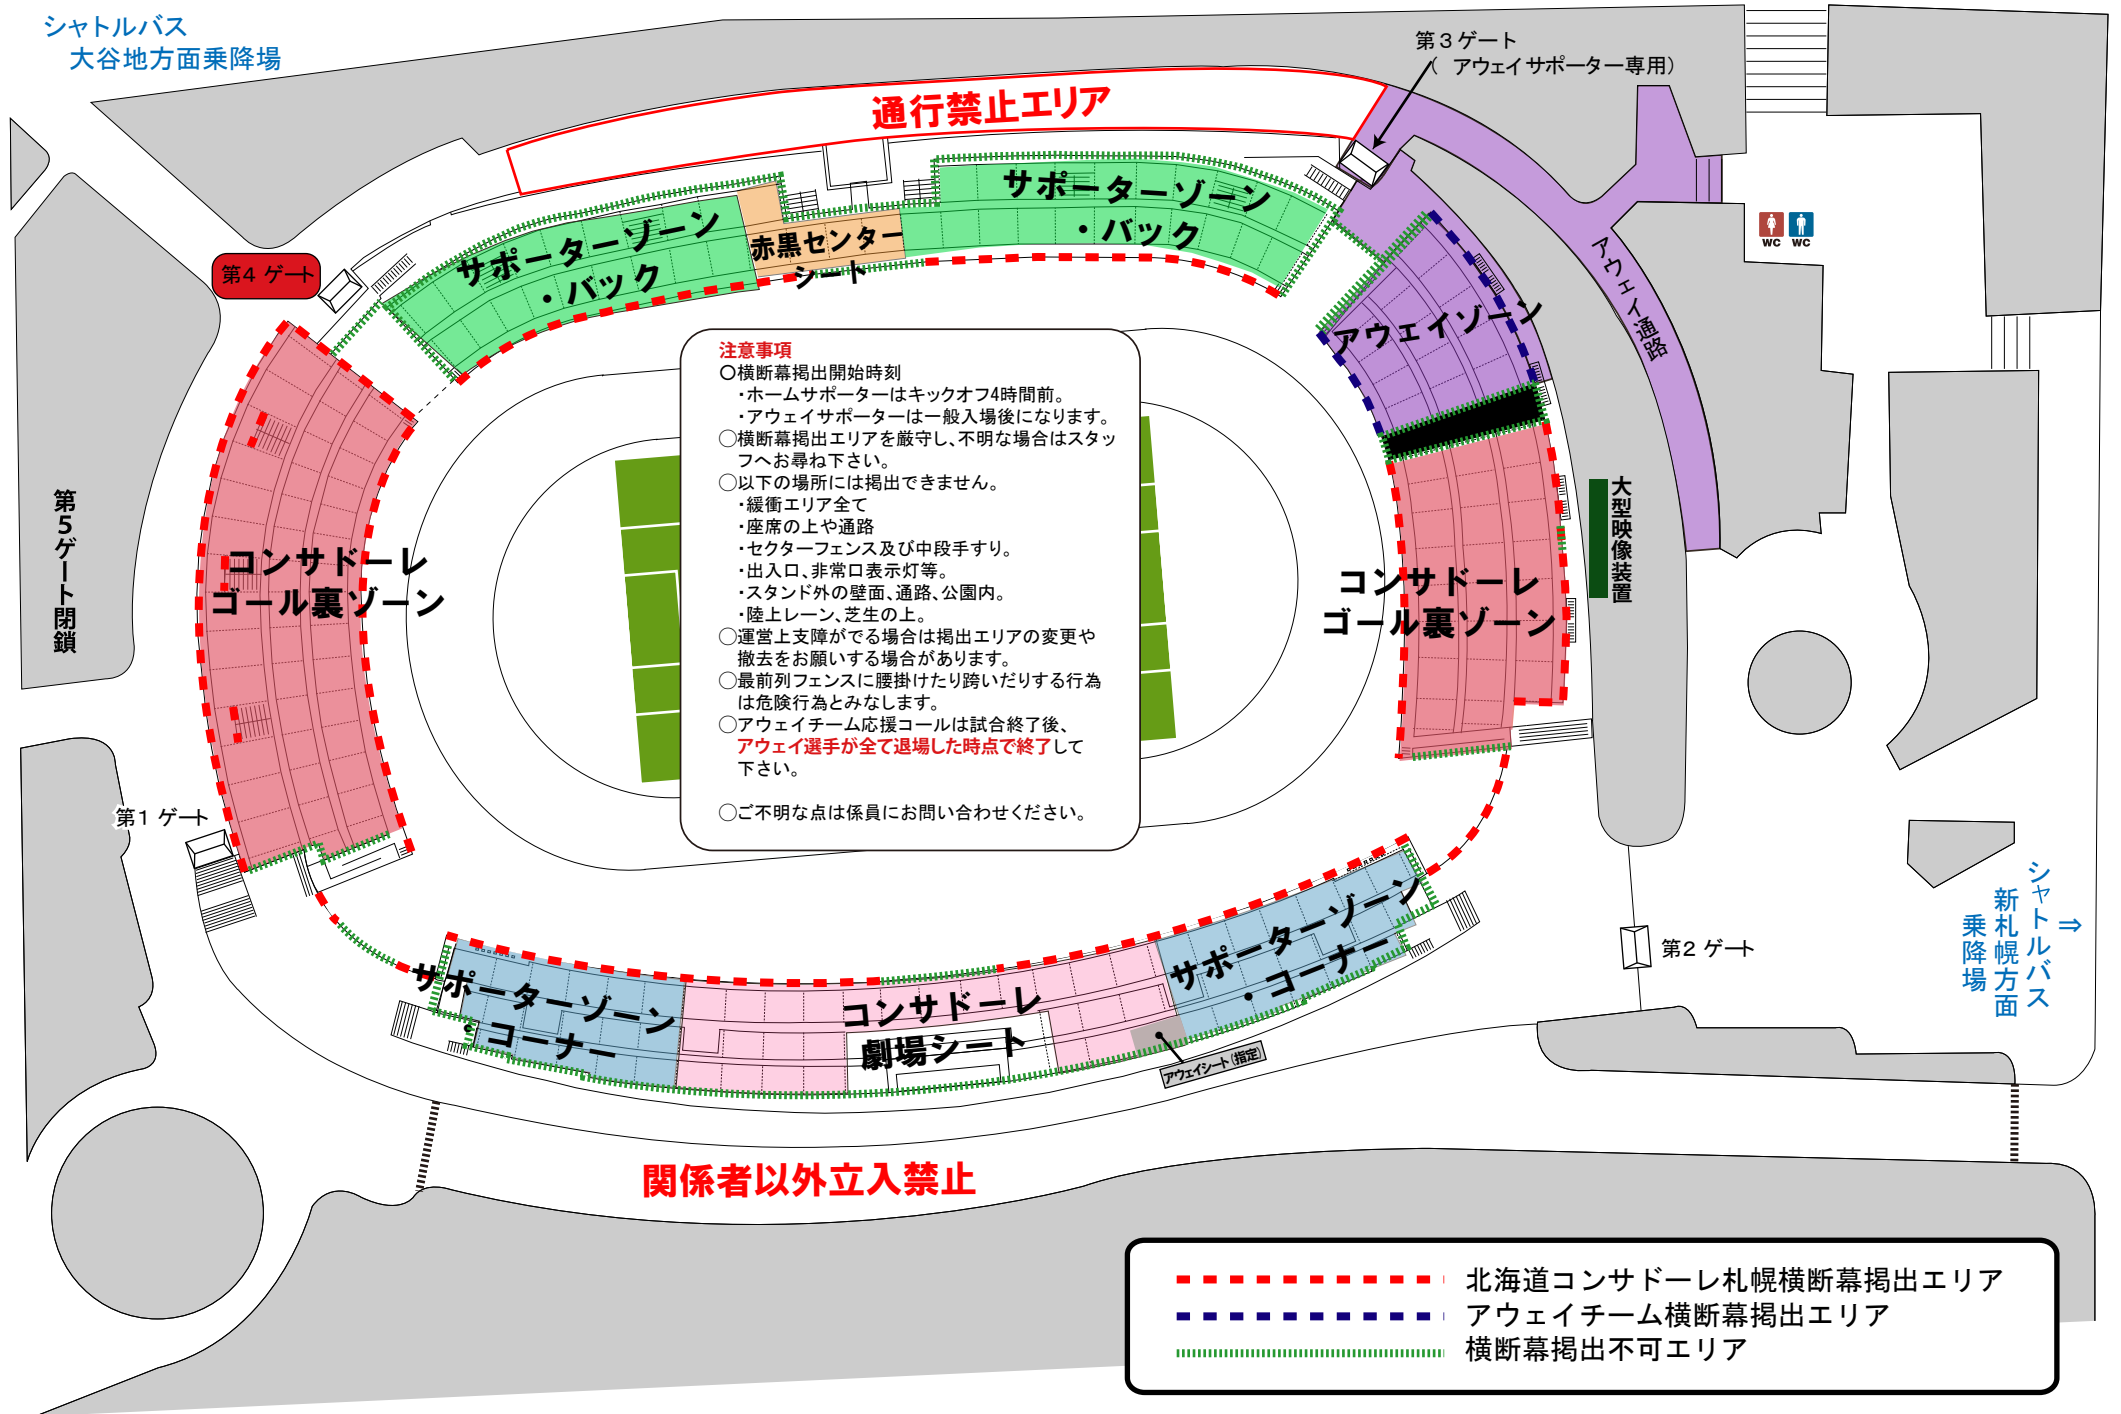 シャトルバス
大谷地方面乗降場
第3ゲート
( アウェイサポーター専用)
通行禁止エリア
サポーターゾーン
・バック
サポーターゾーン
・バック
赤黒センター
シート
第4 ゲート
WC WC
アウェイ通路
アウェイゾーン
注意事項
〇横断幕掲出開始時刻
・ホームサポーターはキックオフ4時間前。
・アウェイサポーターは一般入場後になります。
〇横断幕掲出エリアを厳守し、不明な場合はスタッ
フへお尋ね下さい。
〇以下の場所には掲出できません。
・緩衝エリア全て
・座席の上や通路
・セクターフェンス及び中段手すり。
・出入口、非常口表示灯等。
・スタンド外の壁面、通路、公園内。
・陸上レーン、芝生の上。
〇運営上支障がでる場合は掲出エリアの変更や
撤去をお願いする場合があります。
〇最前列フェンスに腰掛けたり跨いだりする行為
は危険行為とみなします。
〇アウェイチーム応援コールは試合終了後、
アウェイ選手が全て退場した時点で終了して
下さい。
〇ご不明な点は係員にお問い合わせください。
第5ゲート閉鎖
コンサドーレ
ゴール裏ゾーン
コンサドーレ
ゴール裏ゾーン
大型映像装置
第1 ゲート
第2 ゲート
シャトルバス
新札幌方面
乗降場
⇒
サポーターゾーン
・コーナー
コンサドーレ
劇場シート
サポーターゾーン
・コーナー
アウェイシート(指定)
関係者以外立入禁止
北海道コンサドーレ札幌横断幕掲出エリア
アウェイチーム横断幕掲出エリア
横断幕掲出不可エリア